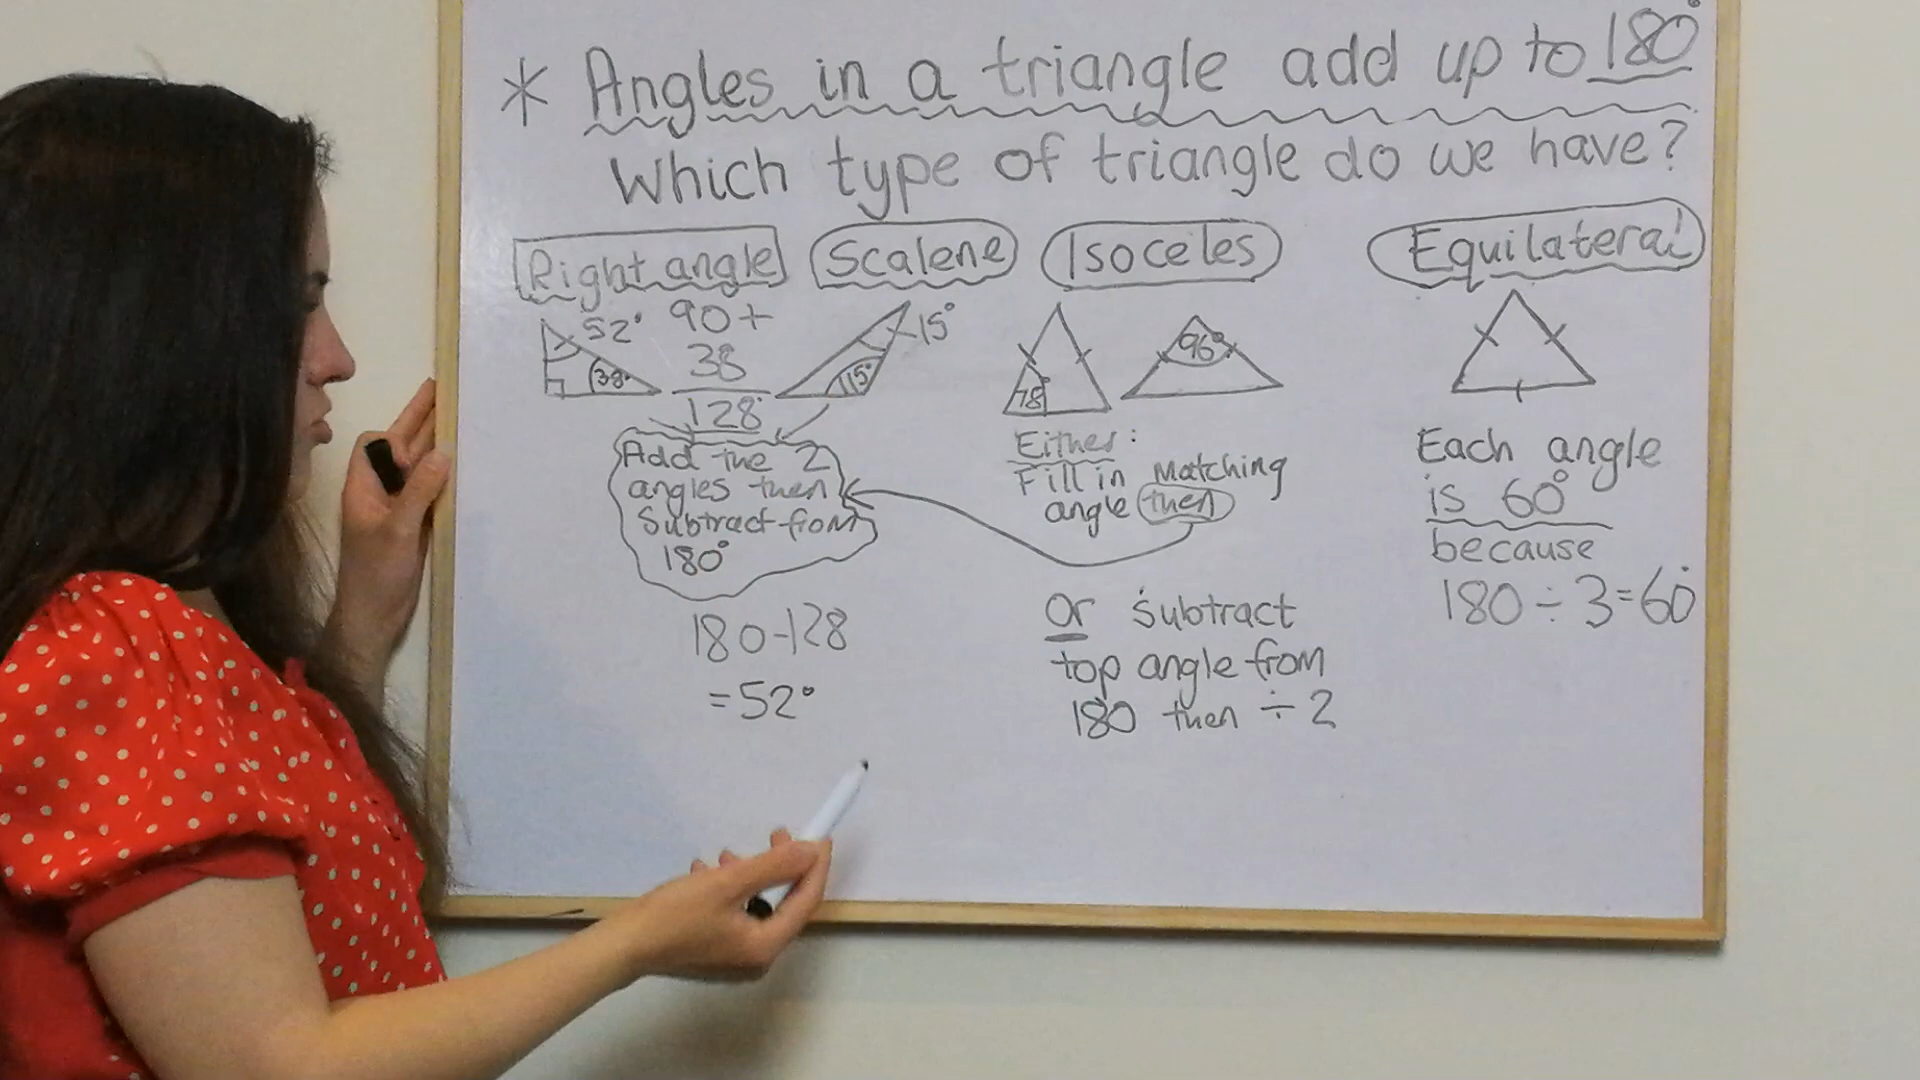 * Angles in a triangle add up to 180°
Which type of triangle do we have?
Right angle
Scalene
Isoceles
Equilateral
52°
90+
38
128
38°
15°
115°
78°
96°
Add the 2
angles then
Subtract from
180°
180-128
=52°
Either:
Fill in matching
angle then
or subtract
top angle from
180 then ÷2
Each angle
is 60°
because
180÷3=60°